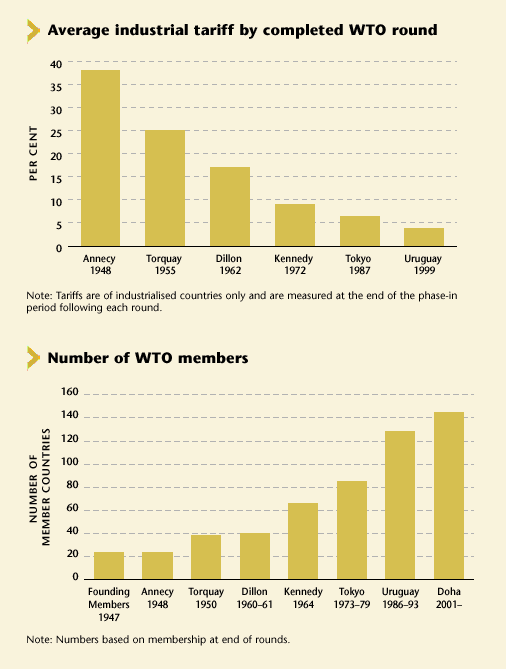 Average industrial tariff by completed WTO round
PER CENT
40
35
30
25
20
15
10
5
0
Annecy
1948
Torquay
1955
Dillon
1962
Kennedy
1972
Tokyo
1987
Uruguay
1999
Note: Tariffs are of industrialised countries only and are measured at the end of the phase-in
period following each round.
Number of WTO members
NUMBER OF
MEMBER COUNTRIES
160
140
120
100
80
60
40
20
0
Founding
Members
1947
Annecy
1948
Torquay
1950
Dillon
1960–61
Kennedy
1964
Tokyo
1973–79
Uruguay
1986–93
Doha
2001–
Note: Numbers based on membership at end of rounds.